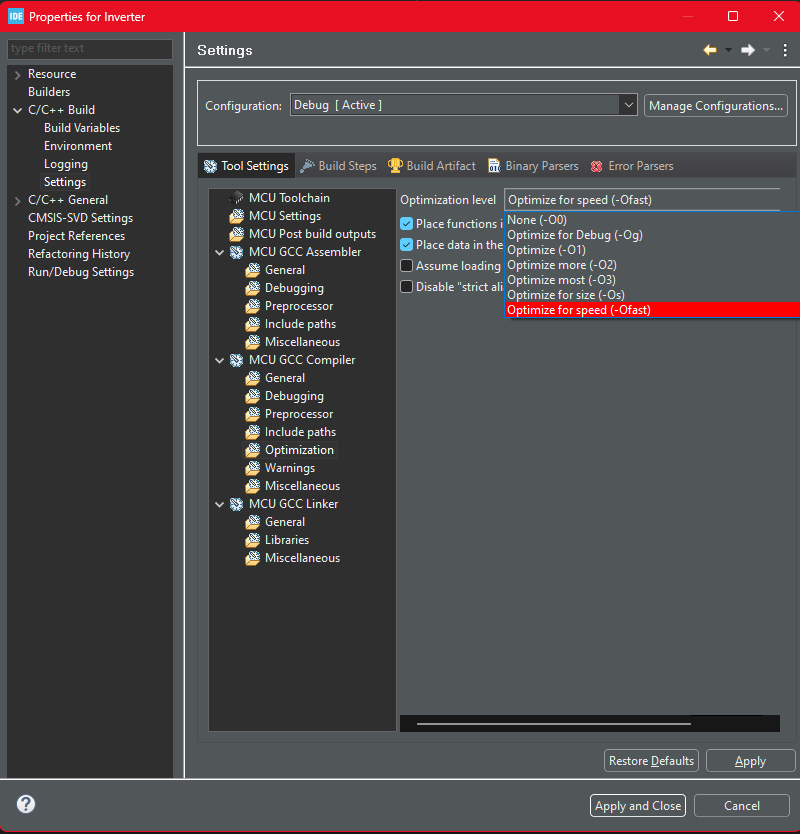 IDE Properties for Inverter
type filter text
Resource
Builders
C/C++ Build
Build Variables
Environment
Logging
Settings
C/C++ General
CMSIS-SVD Settings
Project References
Refactoring History
Run/Debug Settings
Settings
Configuration: Debug [ Active ] Manage Configurations...
Tool Settings Build Steps Build Artifact Binary Parsers Error Parsers
MCU Toolchain
MCU Settings
MCU Post build outputs
MCU GCC Assembler
General
Debugging
Preprocessor
Include paths
Miscellaneous
MCU GCC Compiler
General
Debugging
Preprocessor
Include paths
Optimization
Warnings
Miscellaneous
MCU GCC Linker
General
Libraries
Miscellaneous
Optimization level Optimize for speed (-Ofast)
Place functions i
Place data in the
Assume loading
Disable "strict ali
None (-O0)
Optimize for Debug (-Og)
Optimize (-O1)
Optimize more (-O2)
Optimize most (-O3)
Optimize for size (-Os)
Optimize for speed (-Ofast)
Restore Defaults Apply
? Apply and Close Cancel